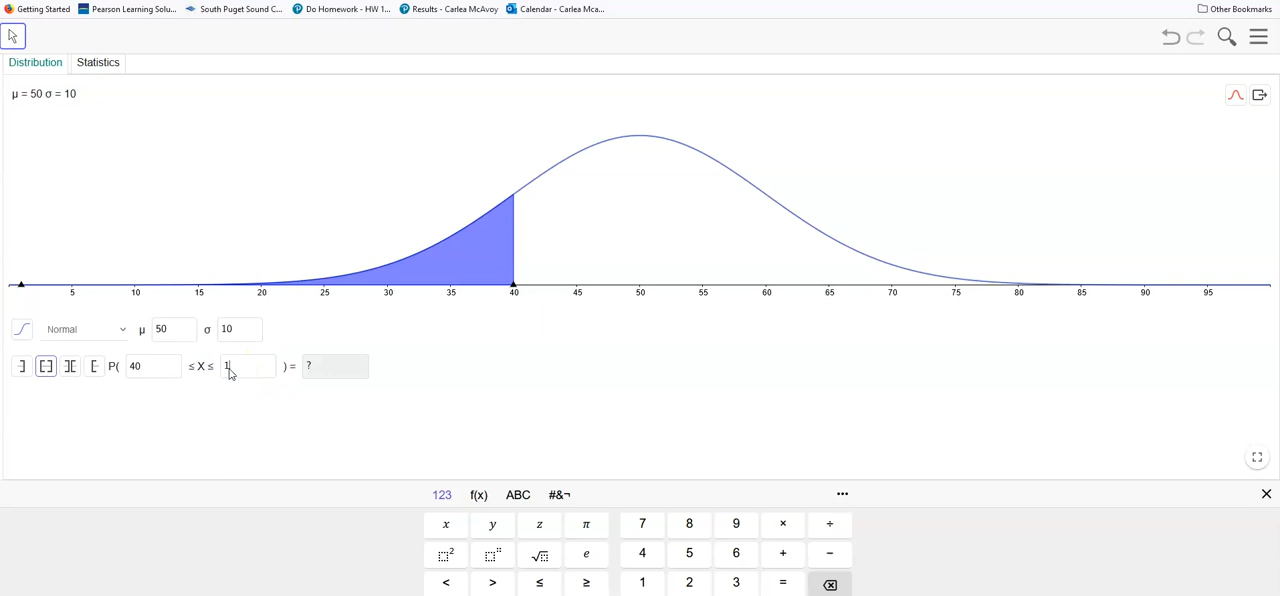 Getting Started Pearson Learning Solu... South Puget Sound C... Do Homework - HW 1... Results - Carlea McAvoy Calendar - Carlea Mca... Other Bookmarks
Distribution Statistics
μ = 50 σ = 10
5 10 15 20 25 30 35 40 45 50 55 60 65 70 75 80 85 90 95
Normal μ 50 σ 10
P( 40 ≤ X ≤ 1 ) = ?
123 f(x) ABC #&¬ ...
x y z π 7 8 9 × ÷
2 √ e 4 5 6 + −
< > ≤ ≥ 1 2 3 =